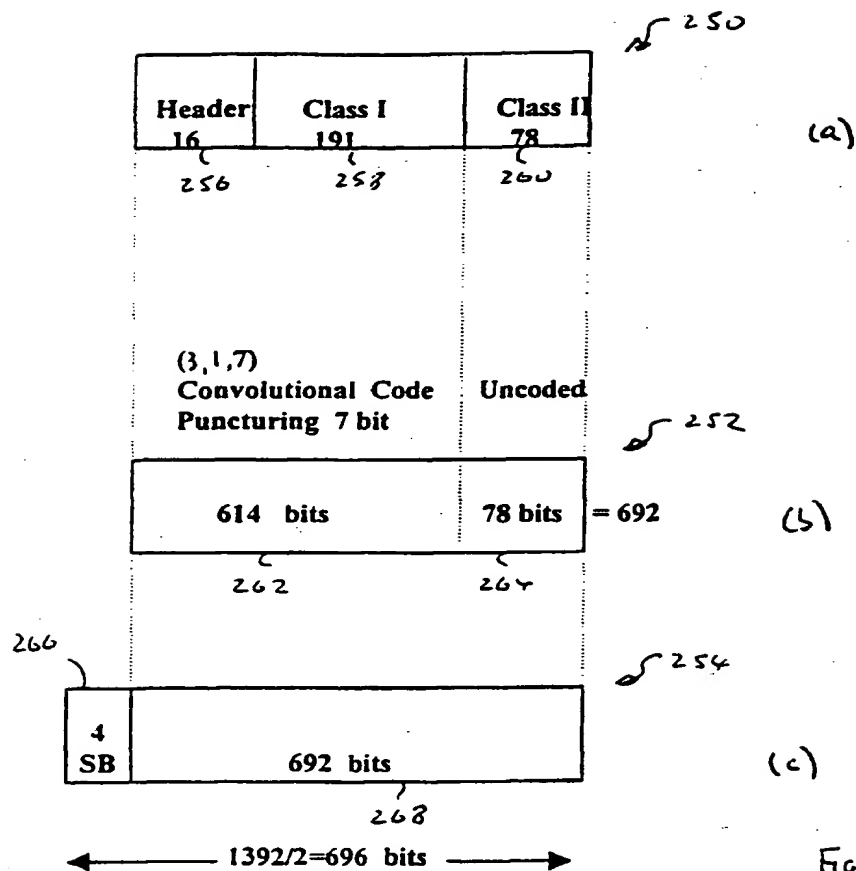 250
Header Class I Class II
16 191 78
(a)
256 258 260
(3,1,7)
Convolutional Code Uncoded
Puncturing 7 bit
252
614 bits 78 bits = 692
(b)
262 264
266
254
4
SB 692 bits
(c)
268
1392/2=696 bits